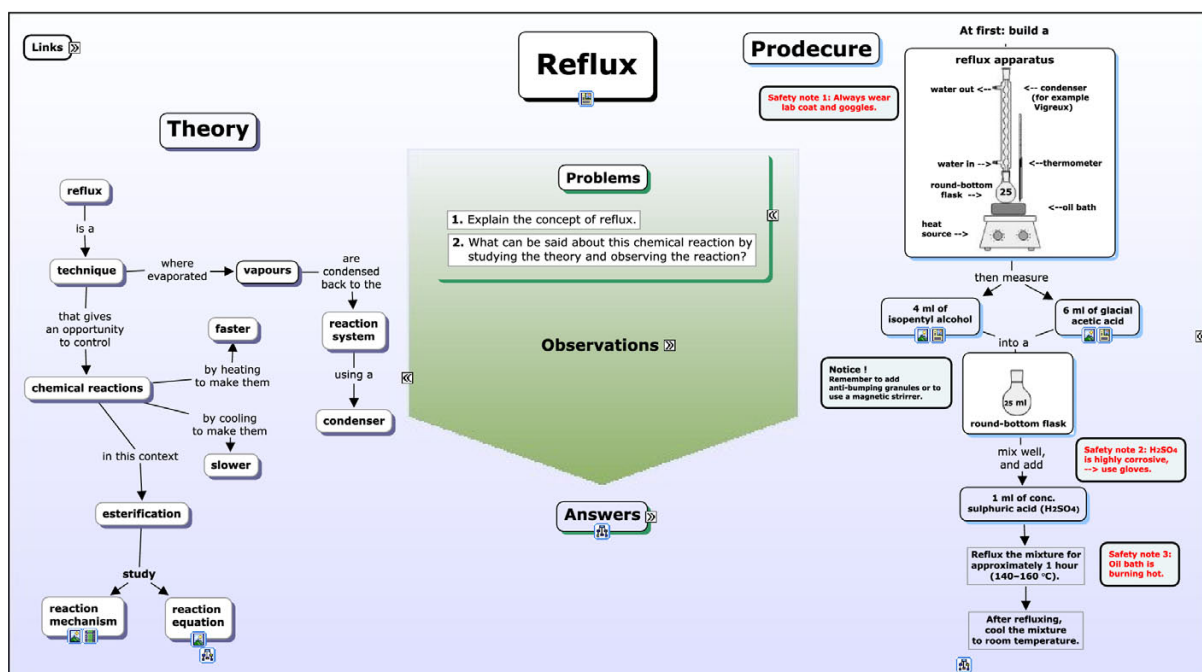 Links
Reflux
Prodecure
Theory
reflux
is a
technique
where
evaporated
vapours
are
condensed
back to the
reaction
system
using a
condenser
that gives
an opportunity
to control
chemical reactions
by heating
to make them
faster
by cooling
to make them
slower
in this context
esterification
study
reaction
mechanism
reaction
equation
Problems
1. Explain the concept of reflux.
2. What can be said about this chemical reaction by
studying the theory and observing the reaction?
Observations
Answers
At first: build a
reflux apparatus
water out <--
<-- condenser
(for example
Vigreux)
water in -->
<--thermometer
round-bottom
flask -->
25
<--oil bath
heat
source -->
Safety note 1: Always wear
lab coat and goggles.
then measure
4 ml of
isopentyl alcohol
6 ml of glacial
acetic acid
into a
Notice !
Remember to add
anti-bumping granules or to
use a magnetic strirrer.
25 ml
round-bottom flask
mix well,
and add
Safety note 2: H₂SO₄
is highly corrosive,
--> use gloves.
1 ml of conc.
sulphuric acid (H₂SO₄)
Reflux the mixture for
approximately 1 hour
(140–160 °C).
Safety note 3:
Oil bath is
burning hot.
After refluxing,
cool the mixture
to room temperature.